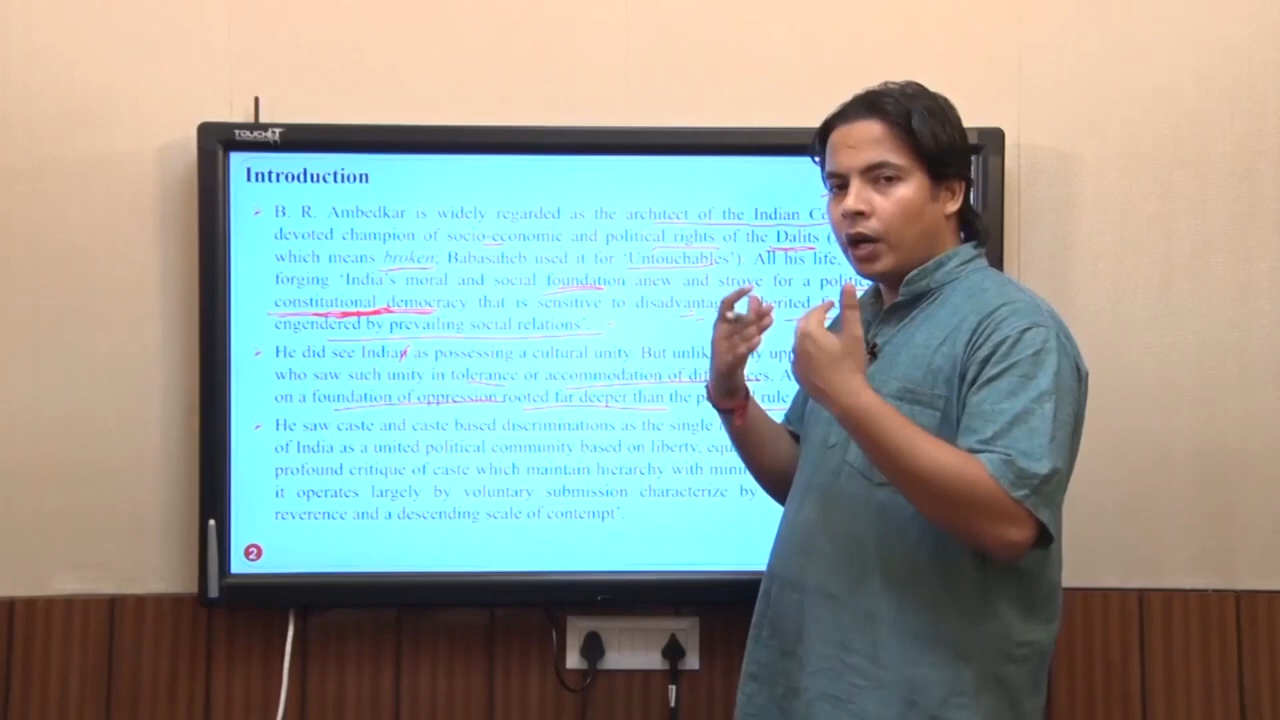 TOUCH IT
Introduction
B. R. Ambedkar is widely regarded as the architect of the Indian
devoted champion of socio-economic and political rights of the Dalits
which means broken; Babasaheb used it for 'Untouchables'). All his life,
forging 'India's moral and social foundation anew and strove for a
constitutional democracy that is sensitive to
engendered by prevailing social relations'.
He did see Indian as possessing a cultural unity. But
who saw such unity in tolerance or accommodation of differences.
on a foundation of oppression rooted far deeper than the rule
He saw caste and caste based discriminations as the single
of India as a united political community based on liberty,
profound critique of caste which maintain hierarchy with
it operates largely by voluntary submission characterize by
reverence and a descending scale of contempt'.
2